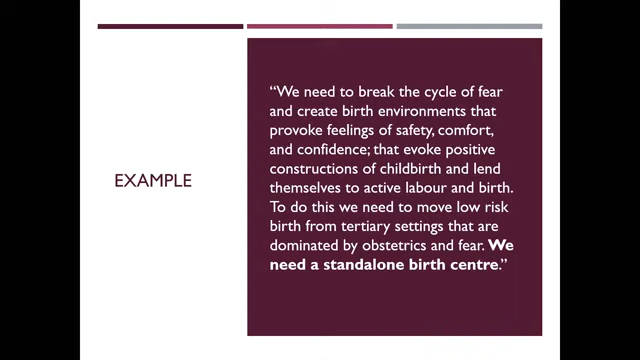 EXAMPLE
“We need to break the cycle of fear
and create birth environments that
provoke feelings of safety, comfort,
and confidence; that evoke positive
constructions of childbirth and lend
themselves to active labour and birth.
To do this we need to move low risk
birth from tertiary settings that are
dominated by obstetrics and fear. We
need a standalone birth centre.”